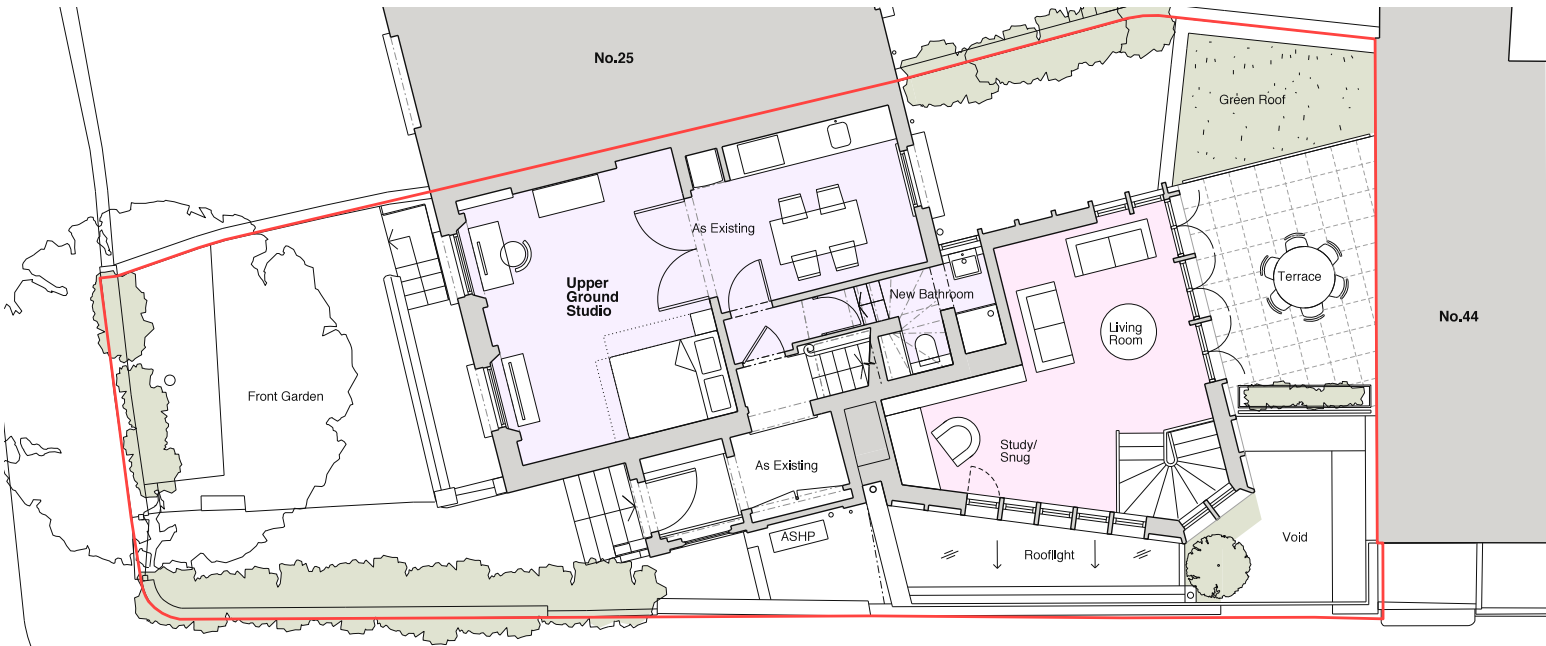 No.25
Green Roof
As Existing
Terrace
Upper
Ground
Studio
New Bathroom
No.44
Living
Room
Front Garden
Study/
Snug
As Existing
ASHP
Rooflight
Void